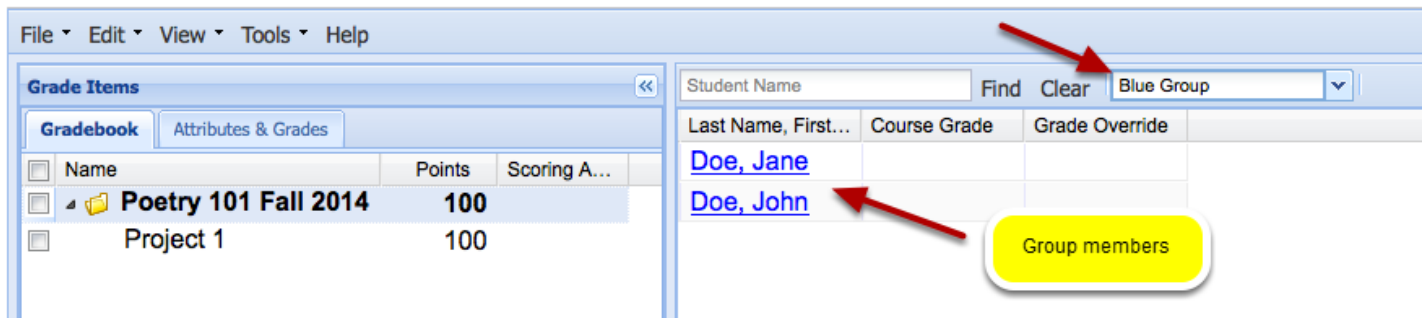 File Edit View Tools Help
Grade Items
Student Name Find Clear Blue Group
Gradebook Attributes & Grades
Last Name, First... Course Grade Grade Override
Name Points Scoring A...
Doe, Jane
Poetry 101 Fall 2014 100
Doe, John
Project 1 100
Group members